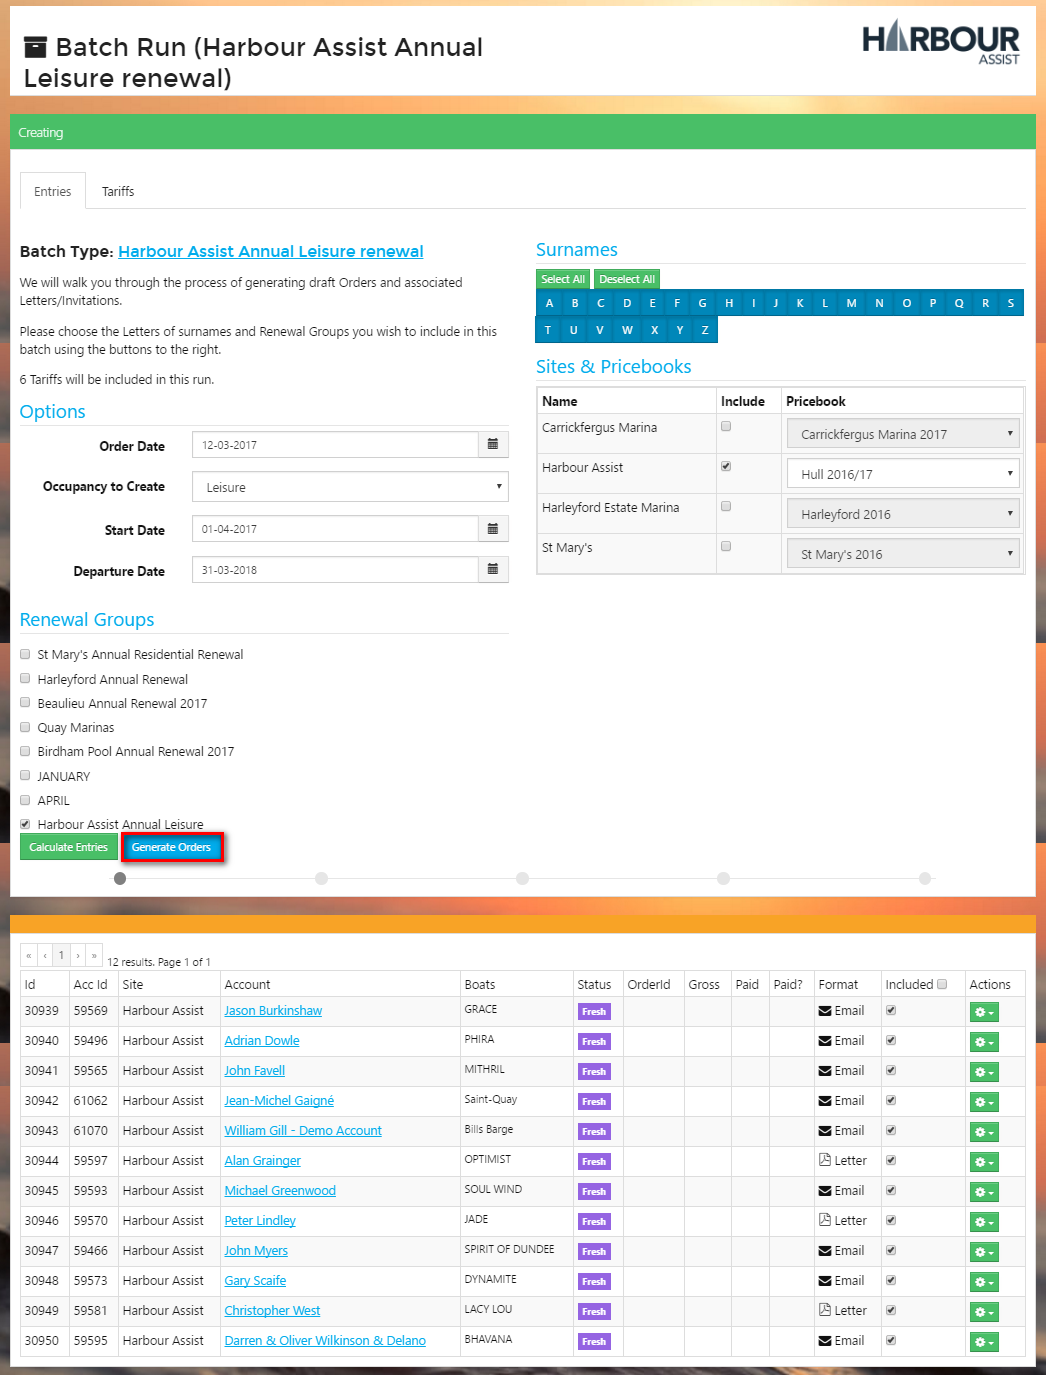 Batch Run (Harbour Assist Annual
Leisure renewal)
HARBOUR
ASSIST
Creating
Entries
Tariffs
Batch Type: Harbour Assist Annual Leisure renewal
We will walk you through the process of generating draft Orders and associated
Letters/Invitations.
Please choose the Letters of surnames and Renewal Groups you wish to include in this
batch using the buttons to the right.
6 Tariffs will be included in this run.
Options
Order Date 12-03-2017
Occupancy to Create Leisure
Start Date 01-04-2017
Departure Date 31-03-2018
Renewal Groups
St Mary's Annual Residential Renewal
Harleyford Annual Renewal
Beaulieu Annual Renewal 2017
Quay Marinas
Birdham Pool Annual Renewal 2017
JANUARY
APRIL
Harbour Assist Annual Leisure
Calculate Entries Generate Orders
Surnames
Select All Deselect All
A B C D E F G H I J K L M N O P Q R S
T U V W X Y Z
Sites & Pricebooks
Name Include Pricebook
Carrickfergus Marina Carrickfergus Marina 2017
Harbour Assist Hull 2016/17
Harleyford Estate Marina Harleyford 2016
St Mary's St Mary's 2016
« ‹ 1 › » 12 results. Page 1 of 1
Id Acc Id Site Account Boats Status OrderId Gross Paid Paid? Format Included Actions
30939 59569 Harbour Assist Jason Burkinshaw GRACE Fresh Email
30940 59496 Harbour Assist Adrian Dowle PHIRA Fresh Email
30941 59565 Harbour Assist John Favell MITHRIL Fresh Email
30942 61062 Harbour Assist Jean-Michel Gaigné Saint-Quay Fresh Email
30943 61070 Harbour Assist William Gill - Demo Account Bills Barge Fresh Email
30944 59597 Harbour Assist Alan Grainger OPTIMIST Fresh Letter
30945 59593 Harbour Assist Michael Greenwood SOUL WIND Fresh Email
30946 59570 Harbour Assist Peter Lindley JADE Fresh Letter
30947 59466 Harbour Assist John Myers SPIRIT OF DUNDEE Fresh Email
30948 59573 Harbour Assist Gary Scaife DYNAMITE Fresh Email
30949 59581 Harbour Assist Christopher West LACY LOU Fresh Letter
30950 59595 Harbour Assist Darren & Oliver Wilkinson & Delano BHAVANA Fresh Email